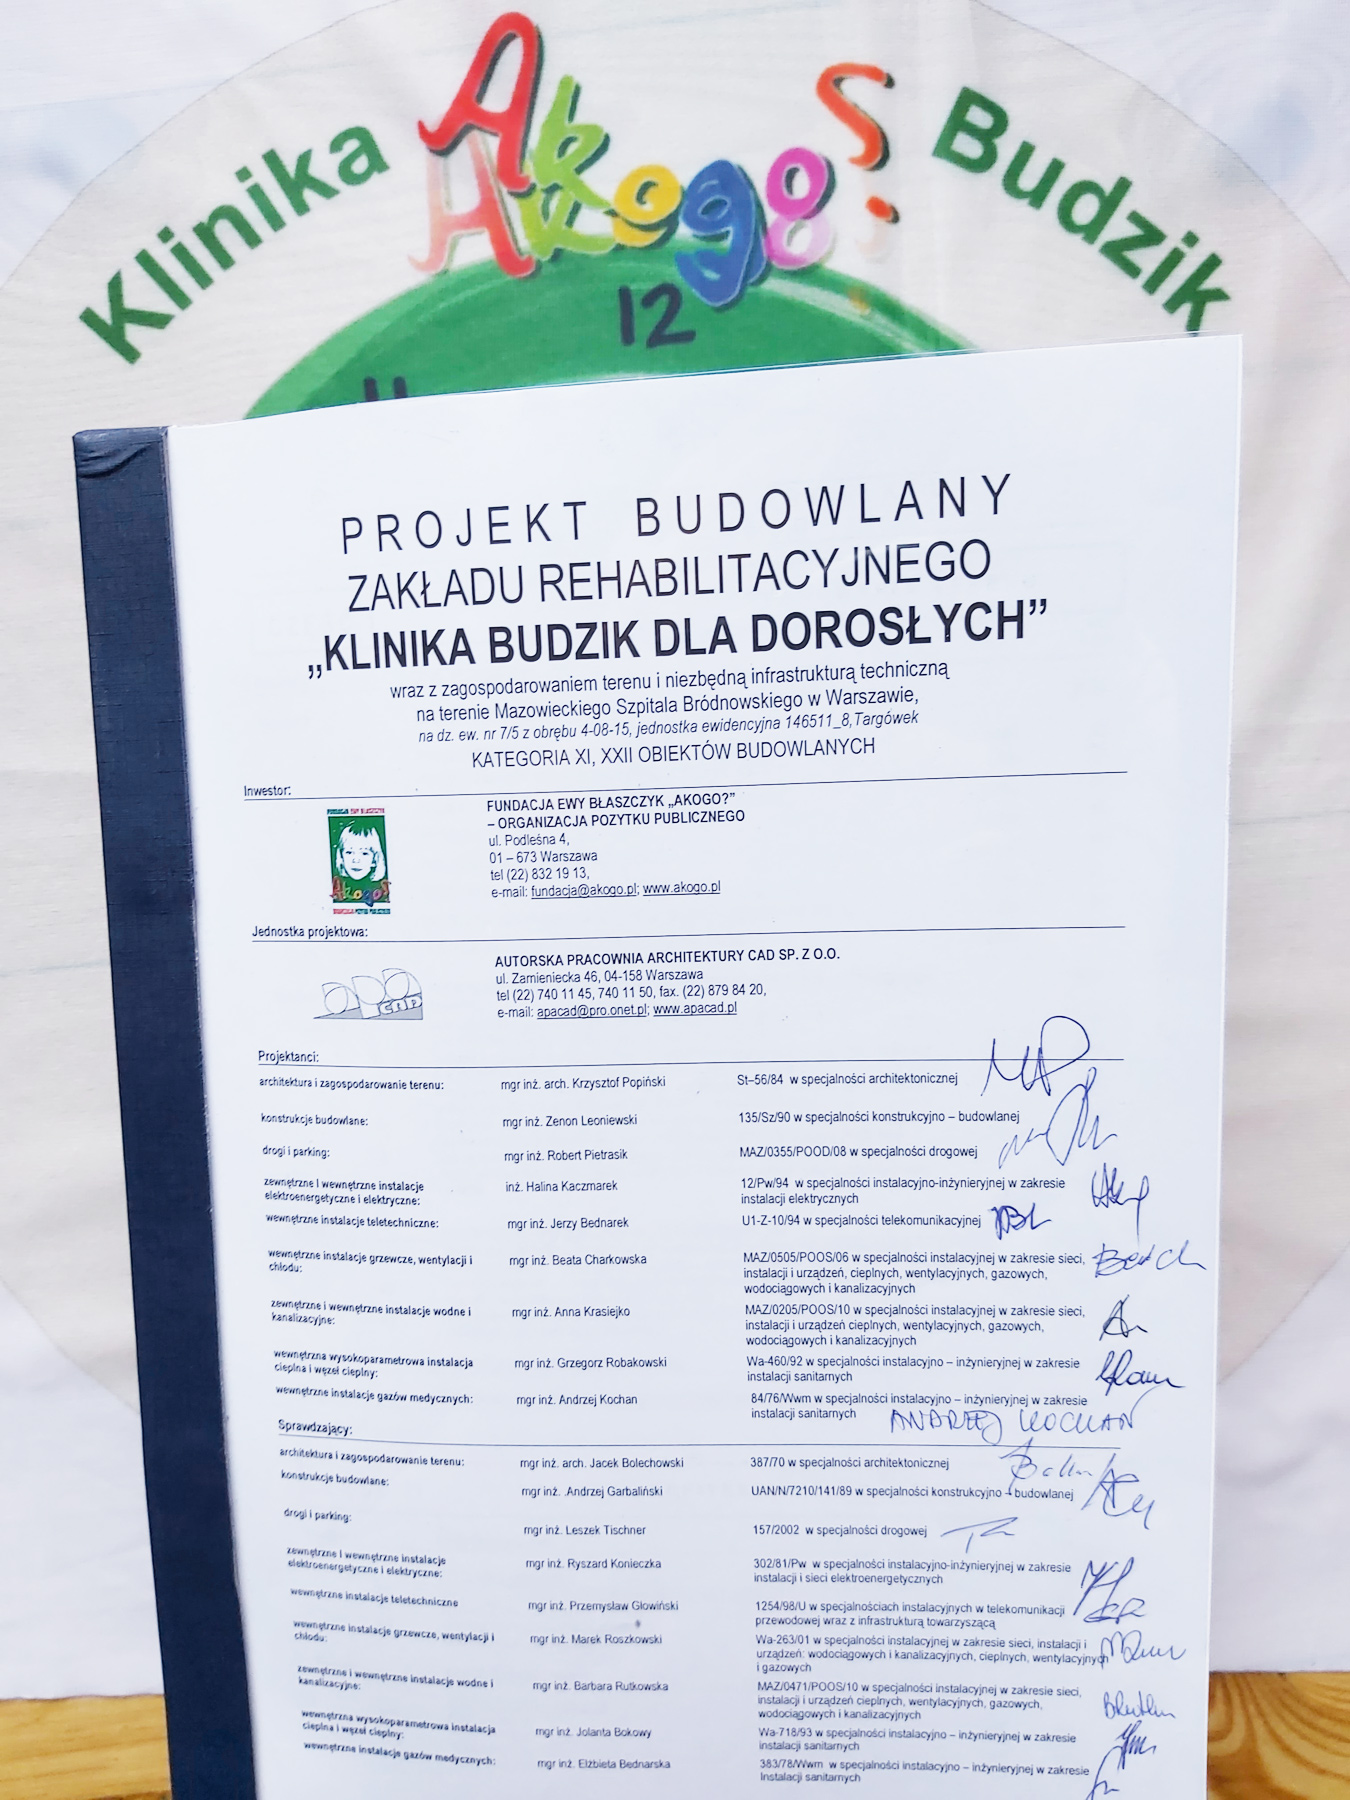 Klinika Akogo? Budzik
12
PROJEKT BUDOWLANY
ZAKŁADU REHABILITACYJNEGO
„KLINIKA BUDZIK DLA DOROSŁYCH”
wraz z zagospodarowaniem terenu i niezbędną infrastrukturą techniczną
na terenie Mazowieckiego Szpitala Bródnowskiego w Warszawie,
na dz. ew. nr 7/5 z obrębu 4-08-15, jednostka ewidencyjna 146511_8,Targówek
KATEGORIA XI, XXII OBIEKTÓW BUDOWLANYCH
Inwestor:
FUNDACJA EWY BŁASZCZYK
Akogo?
FUNDACJA EWY BŁASZCZYK „AKOGO?”
– ORGANIZACJA POZYTKU PUBLICZNEGO
ul. Podleśna 4,
01 – 673 Warszawa
tel (22) 832 19 13,
e-mail: fundacja@akogo.pl; www.akogo.pl
Jednostka projektowa:
CAD
AUTORSKA PRACOWNIA ARCHITEKTURY CAD SP. Z O.O.
ul. Zamieniecka 46, 04-158 Warszawa
tel (22) 740 11 45, 740 11 50, fax. (22) 879 84 20,
e-mail: apacad@pro.onet.pl; www.apacad.pl
Projektanci:
architektura i zagospodarowanie terenu: mgr inż. arch. Krzysztof Popiński St–56/84 w specjalności architektonicznej
konstrukcje budowlane: mgr inż. Zenon Leoniewski 135/Sz/90 w specjalności konstrukcyjno – budowlanej
drogi i parking: mgr inż. Robert Pietrasik MAZ/0355/POOD/08 w specjalności drogowej
zewnętrzne i wewnętrzne instalacje
elektroenergetyczne i elektryczne:
inż. Halina Kaczmarek
12/Pw/94 w specjalności instalacyjno-inżynieryjnej w zakresie
instalacji elektrycznych
wewnętrzne instalacje teletechniczne: mgr inż. Jerzy Bednarek U1-Z-10/94 w specjalności telekomunikacyjnej
wewnętrzne instalacje grzewcze, wentylacji i
chłodu:
mgr inż. Beata Charkowska
MAZ/0505/POOS/06 w specjalności instalacyjnej w zakresie sieci,
instalacji i urządzeń, cieplnych, wentylacyjnych, gazowych,
wodociągowych i kanalizacyjnych
zewnętrzne i wewnętrzne instalacje wodne i
kanalizacyjne:
mgr inż. Anna Krasiejko
MAZ/0205/POOS/10 w specjalności instalacyjnej w zakresie sieci,
instalacji i urządzeń cieplnych, wentylacyjnych, gazowych,
wodociągowych i kanalizacyjnych
wewnętrzna wysokoparametrowa instalacja
cieplna i węzeł cieplny:
mgr inż. Grzegorz Robakowski
Wa-460/92 w specjalności instalacyjno – inżynieryjnej w zakresie
instalacji sanitarnych
wewnętrzne instalacje gazów medycznych: mgr inż. Andrzej Kochan
84/76/Wwm w specjalności instalacyjno – inżynieryjnej w zakresie
instalacji sanitarnych
ANDRZEJ KOCHAN
Sprawdzający:
architektura i zagospodarowanie terenu: mgr inż. arch. Jacek Bolechowski 387/70 w specjalności architektonicznej
konstrukcje budowlane: mgr inż. .Andrzej Garbaliński UAN/N/7210/141/89 w specjalności konstrukcyjno – budowlanej
drogi i parking: mgr inż. Leszek Tischner 157/2002 w specjalności drogowej
zewnętrzne i wewnętrzne instalacje
elektroenergetyczne i elektryczne:
mgr inż. Ryszard Konieczka
302/81/Pw w specjalności instalacyjno-inżynieryjnej w zakresie
instalacji i sieci elektroenergetycznych
wewnętrzne instalacje teletechniczne mgr inż. Przemysław Głowiński
1254/98/U w specjalnościach instalacyjnych w telekomunikacji
przewodowej wraz z infrastrukturą towarzyszącą
wewnętrzne instalacje grzewcze, wentylacji i
chłodu:
mgr inż. Marek Roszkowski
Wa-263/01 w specjalności instalacyjnej w zakresie sieci, instalacji i
urządzeń: wodociągowych i kanalizacyjnych, cieplnych, wentylacyjnych
i gazowych
zewnętrzne i wewnętrzne instalacje wodne i
kanalizacyjne:
mgr inż. Barbara Rutkowska
MAZ/0471/POOS/10 w specjalności instalacyjnej w zakresie sieci,
instalacji i urządzeń cieplnych, wentylacyjnych, gazowych,
wodociągowych i kanalizacyjnych
wewnętrzna wysokoparametrowa instalacja
cieplna i węzeł cieplny:
mgr inż. Jolanta Bokowy
Wa-718/93 w specjalności instalacyjno – inżynieryjnej w zakresie
instalacji sanitarnych
wewnętrzne instalacje gazów medycznych: mgr inż. Elżbieta Bednarska
383/78/Wwm w specjalności instalacyjno – inżynieryjnej w zakresie
Instalacji sanitarnych